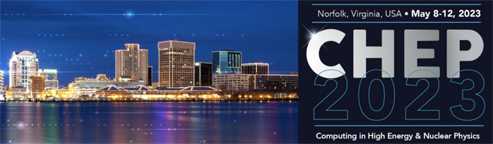 Norfolk, Virginia, USA • May 8-12, 2023
CHEP
2023
Computing in High Energy & Nuclear Physics